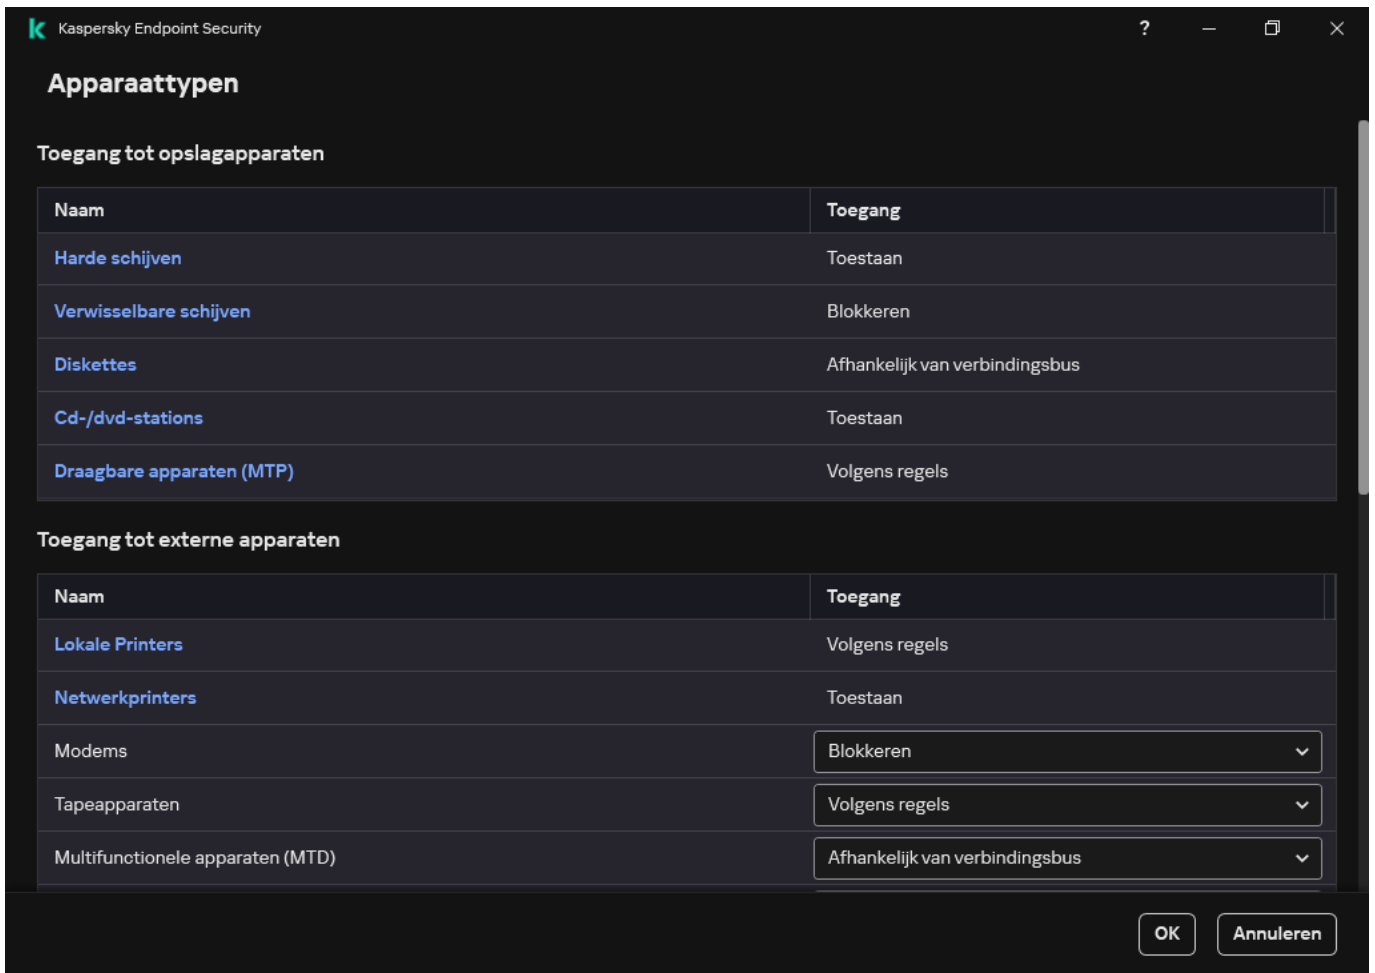 Kaspersky Endpoint Security
?
Apparaattypen
Toegang tot opslagapparaten
Naam Toegang
Harde schijven Toestaan
Verwisselbare schijven Blokkeren
Diskettes Afhankelijk van verbindingsbus
Cd-/dvd-stations Toestaan
Draagbare apparaten (MTP) Volgens regels
Toegang tot externe apparaten
Naam Toegang
Lokale Printers Volgens regels
Netwerkprinters Toestaan
Modems Blokkeren
Tapeapparaten Volgens regels
Multifunctionele apparaten (MTD) Afhankelijk van verbindingsbus
OK Annuleren